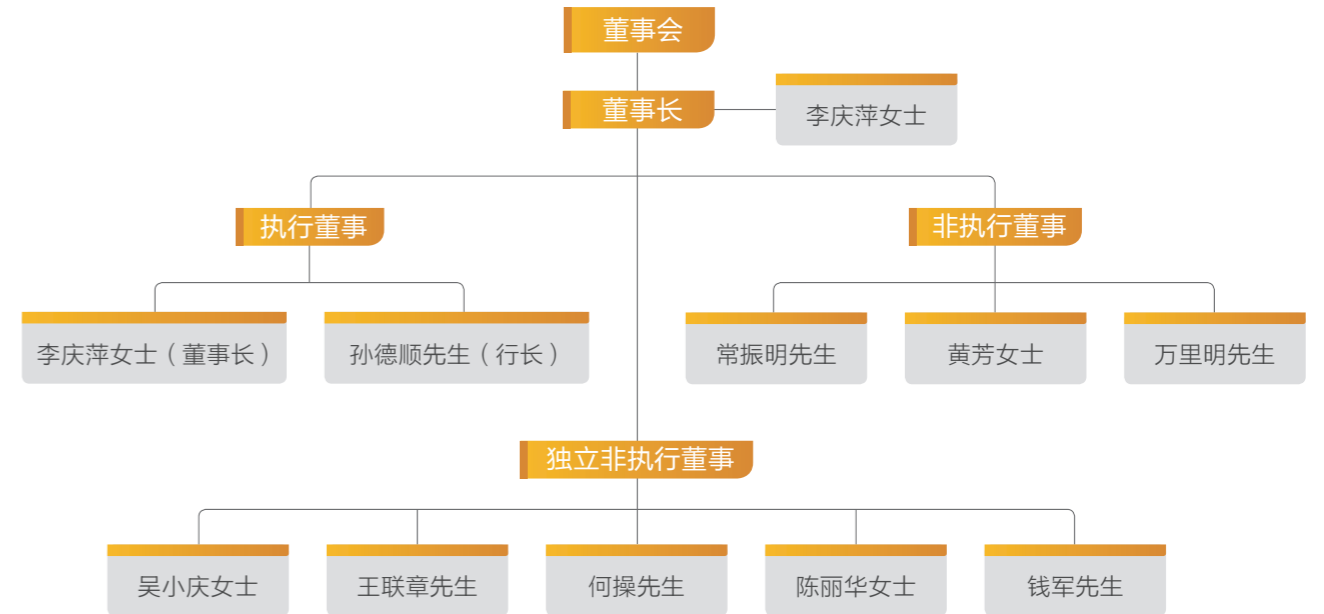 董事会
董事长
李庆萍女士
执行董事
非执行董事
李庆萍女士（董事长）
孙德顺先生（行长）
常振明先生
黄芳女士
万里明先生
独立非执行董事
吴小庆女士
王联章先生
何操先生
陈丽华女士
钱军先生